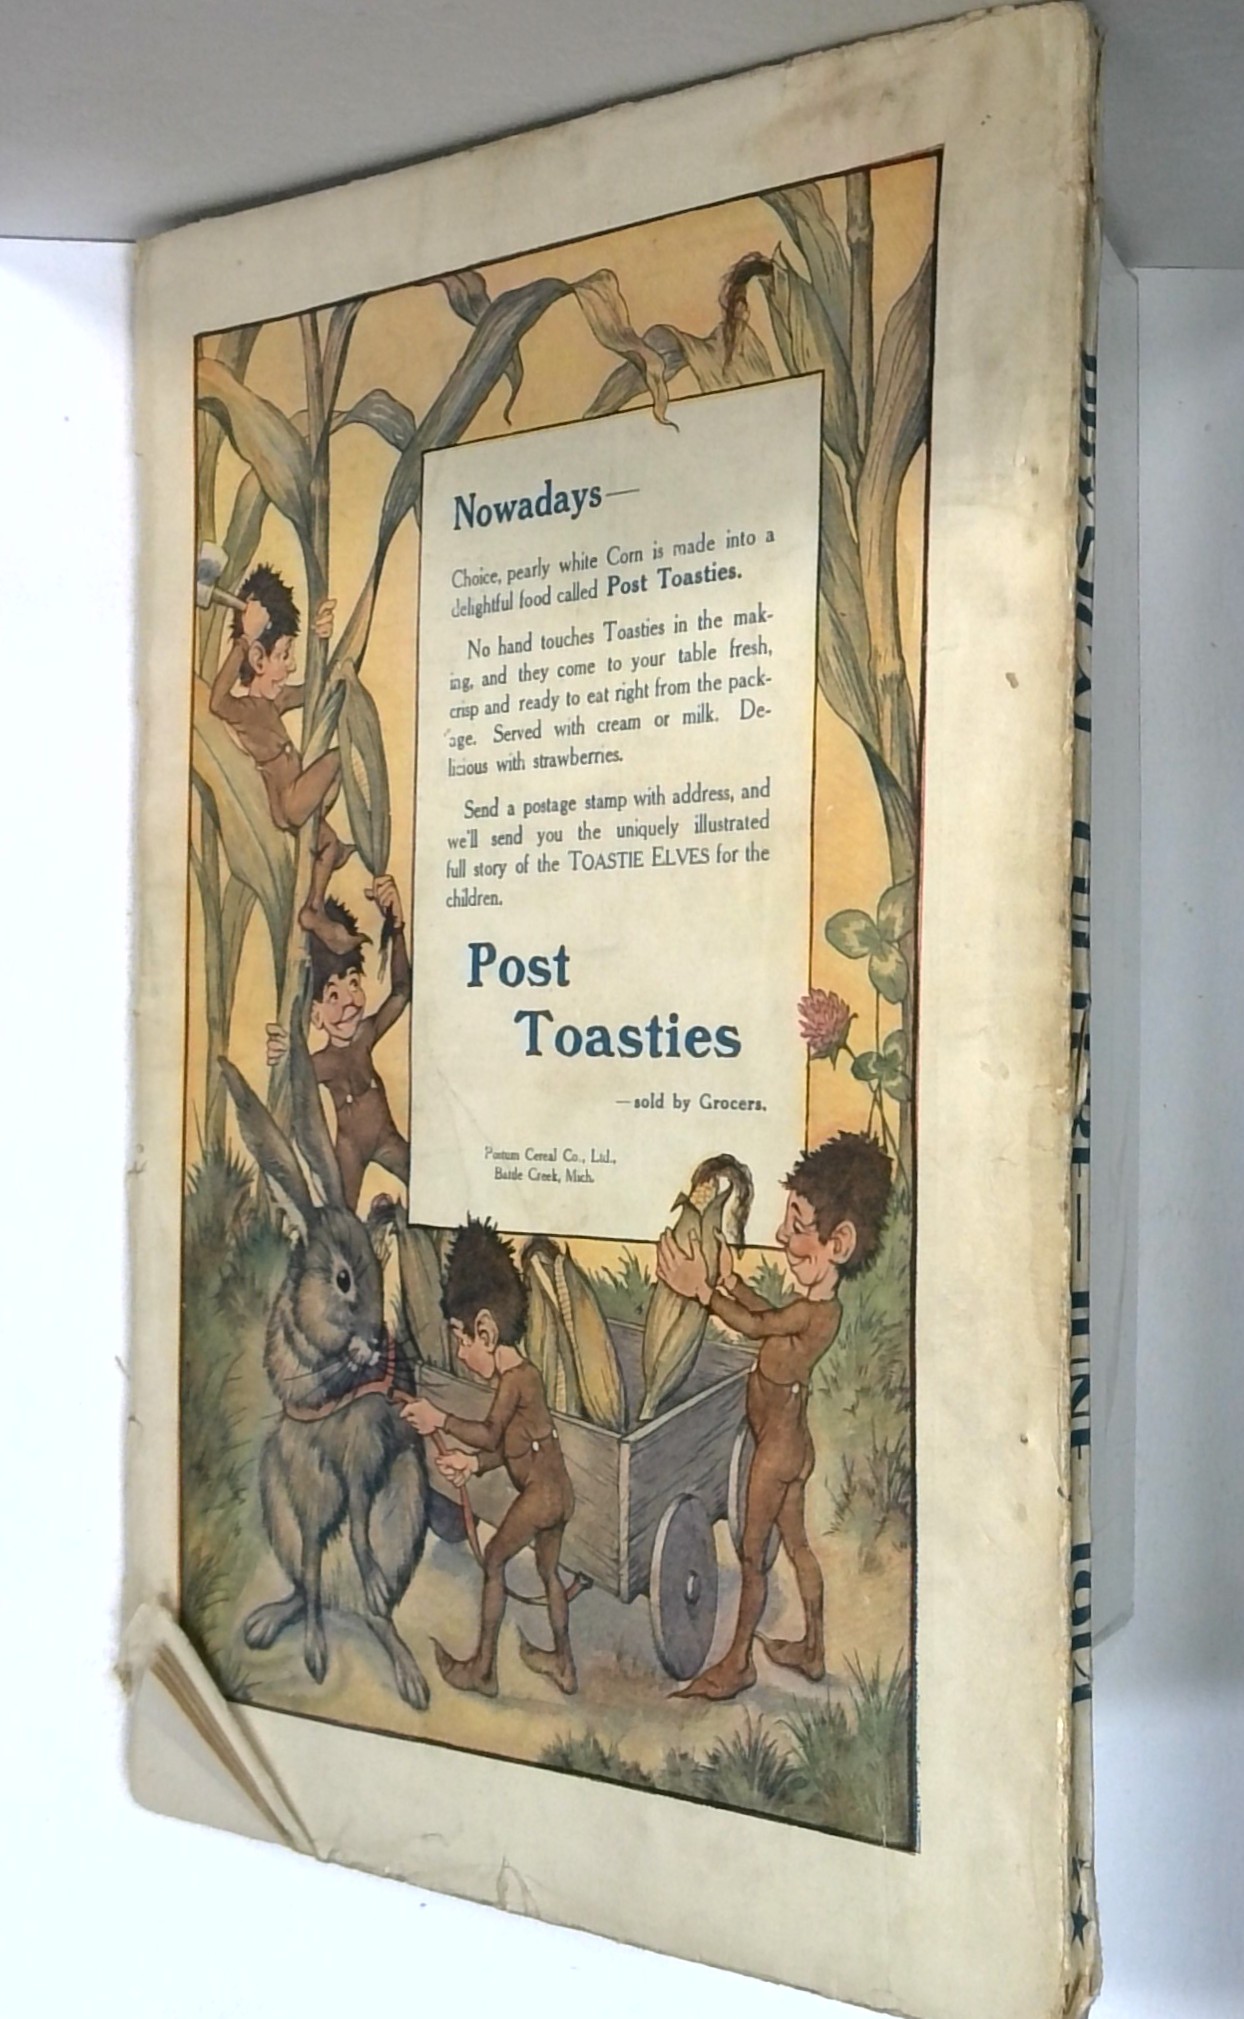 Nowadays—
Choice, pearly white Corn is made into a
delightful food called Post Toasties.
No hand touches Toasties in the mak-
ing, and they come to your table fresh,
crisp and ready to eat right from the pack-
age. Served with cream or milk. De-
licious with strawberries.
Send a postage stamp with address, and
we'll send you the uniquely illustrated
full story of the TOASTIE ELVES for the
children.
Post
Toasties
—sold by Grocers.
Postum Cereal Co., Ltd.,
Battle Creek, Mich.